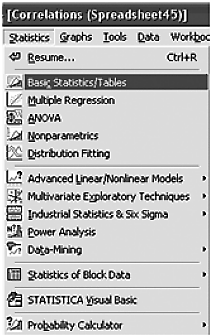 [Correlations (Spreadsheet45)]
Statistics Graphs Tools Data
Resume... Ctrl+R
Basic Statistics/Tables
Multiple Regression
ANOVA
Nonparametrics
Distribution Fitting
Advanced Linear/Nonlinear Models
Multivariate Exploratory Techniques
Industrial Statistics & Six Sigma
Power Analysis
Data-Mining
Statistics of Block Data
STATISTICA Visual Basic
Probability Calculator